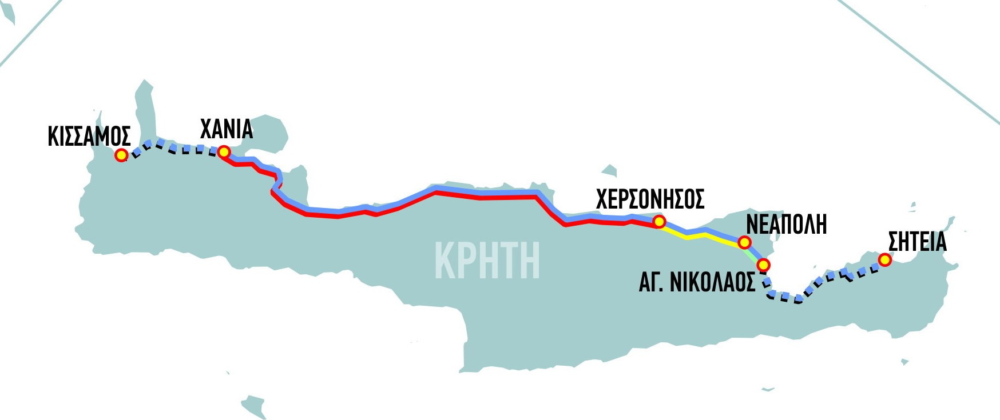 ΚΙΣΣΑΜΟΣ
ΧΑΝΙΑ
ΧΕΡΣΟΝΗΣΟΣ
ΝΕΑΠΟΛΗ
ΣΗΤΕΙΑ
ΚΡΗΤΗ
ΑΓ. ΝΙΚΟΛΑΟΣ